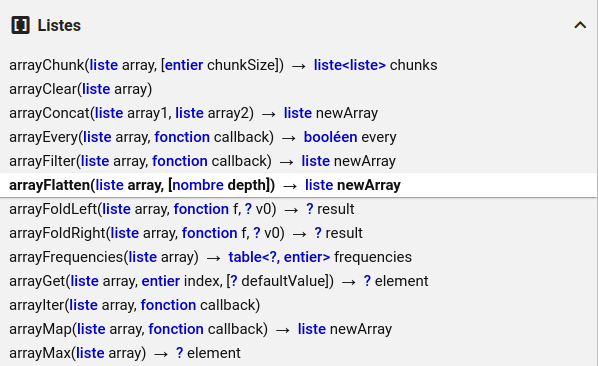 [] Listes
arrayChunk(liste array, [entier chunkSize]) → liste<liste> chunks
arrayClear(liste array)
arrayConcat(liste array1, liste array2) → liste newArray
arrayEvery(liste array, fonction callback) → booléen every
arrayFilter(liste array, fonction callback) → liste newArray
arrayFlatten(liste array, [nombre depth]) → liste newArray
arrayFoldLeft(liste array, fonction f, ? v0) → ? result
arrayFoldRight(liste array, fonction f, ? v0) → ? result
arrayFrequencies(liste array) → table<?, entier> frequencies
arrayGet(liste array, entier index, [? defaultValue]) → ? element
arrayIter(liste array, fonction callback)
arrayMap(liste array, fonction callback) → liste newArray
arrayMax(liste array) → ? element